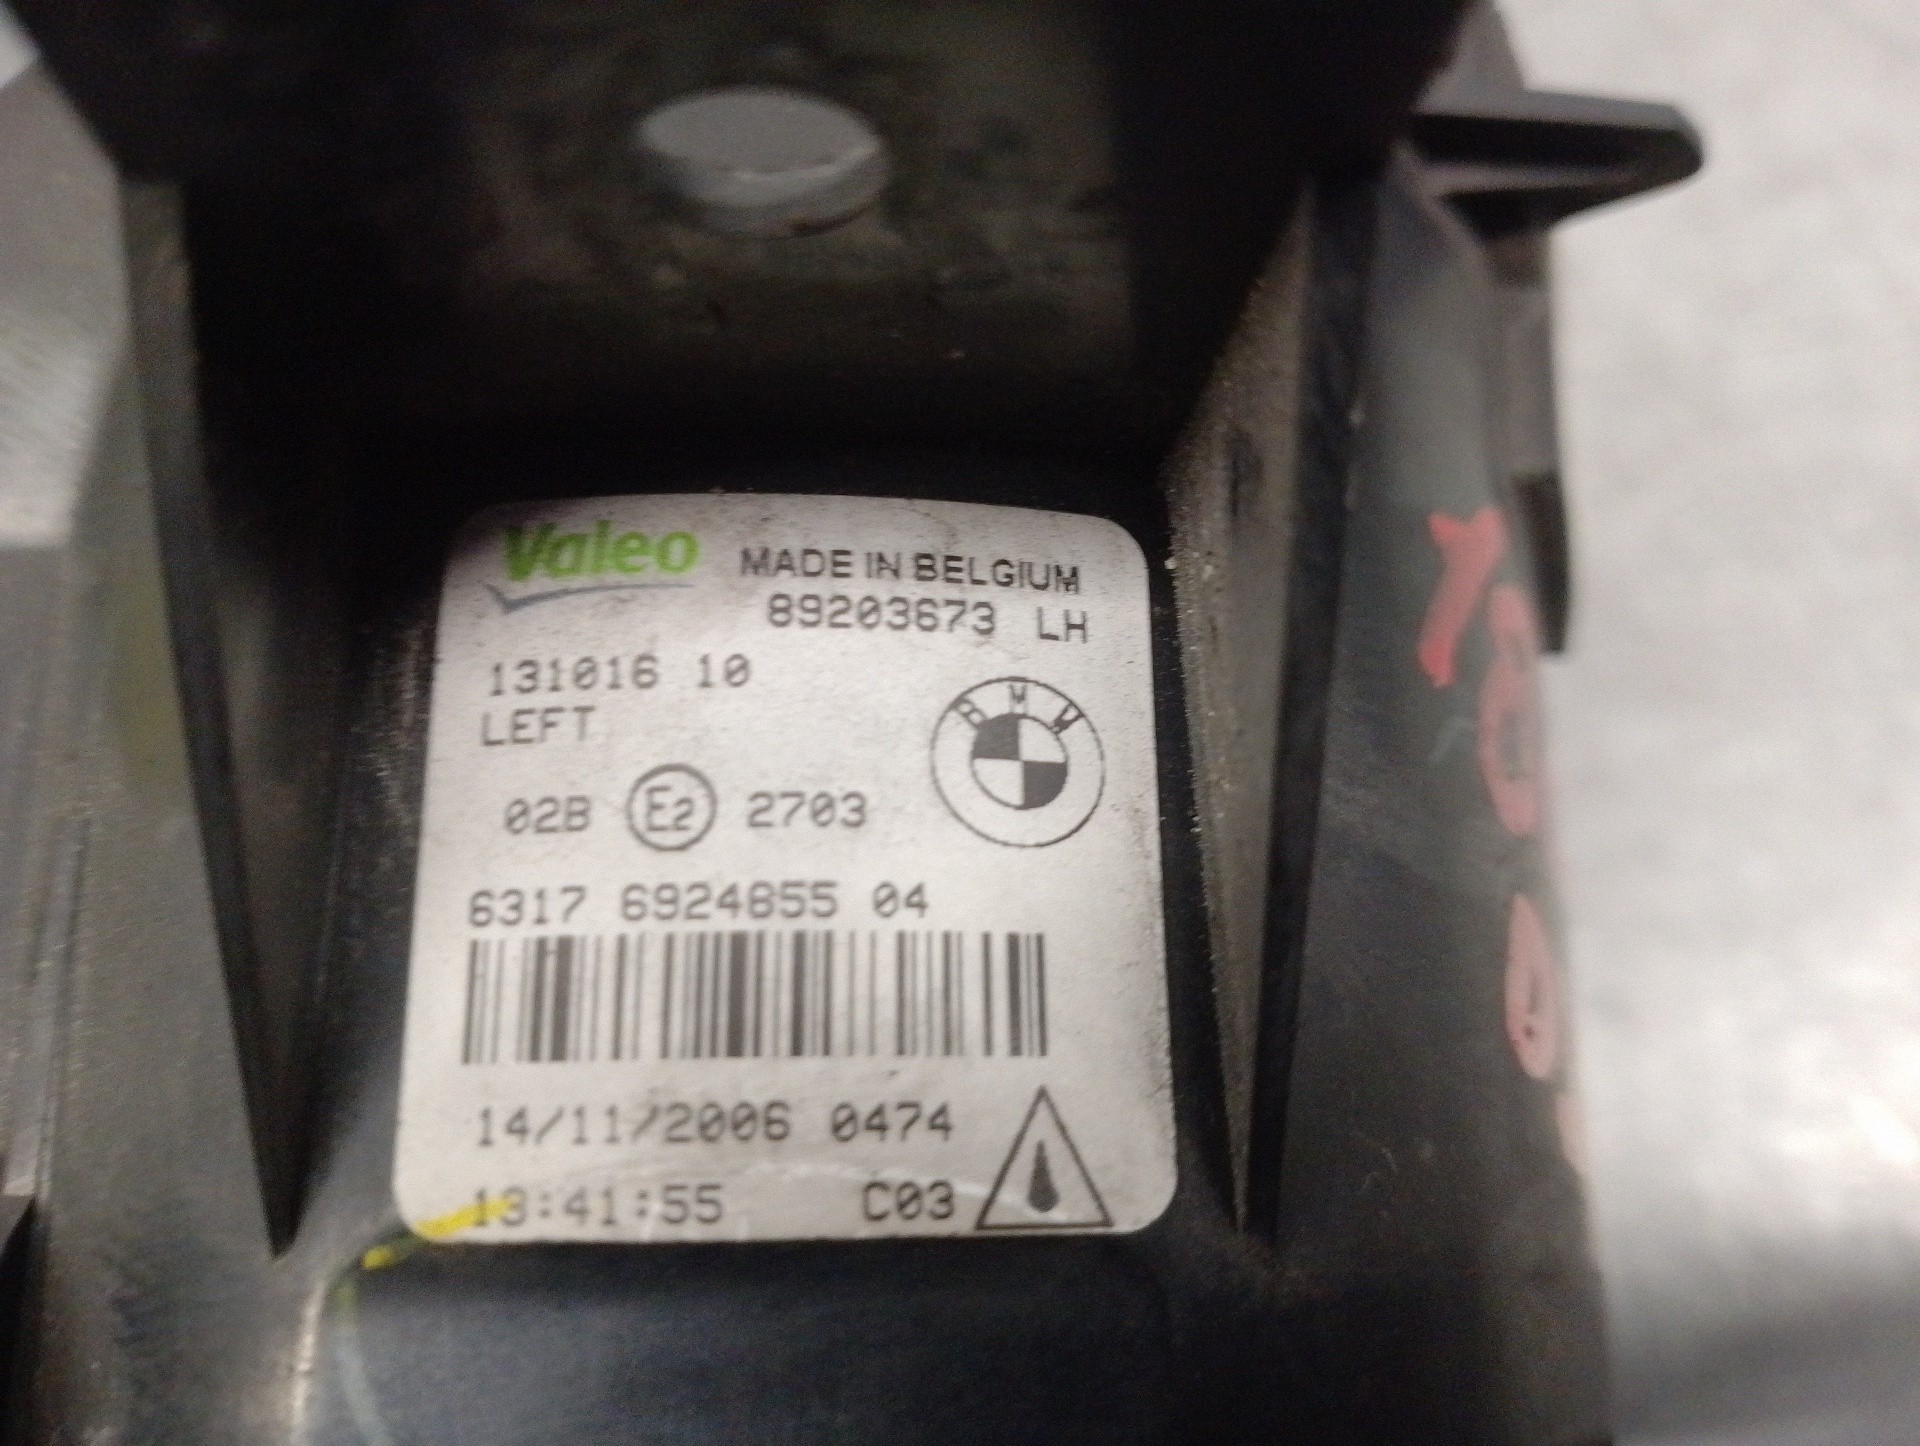 Valeo MADE IN BELGIUM
89203673 LH
131016 10
LEFT
BMW
02B E2 2703
6317 6924855 04
14/11/2006 0474
13:41:55 C03